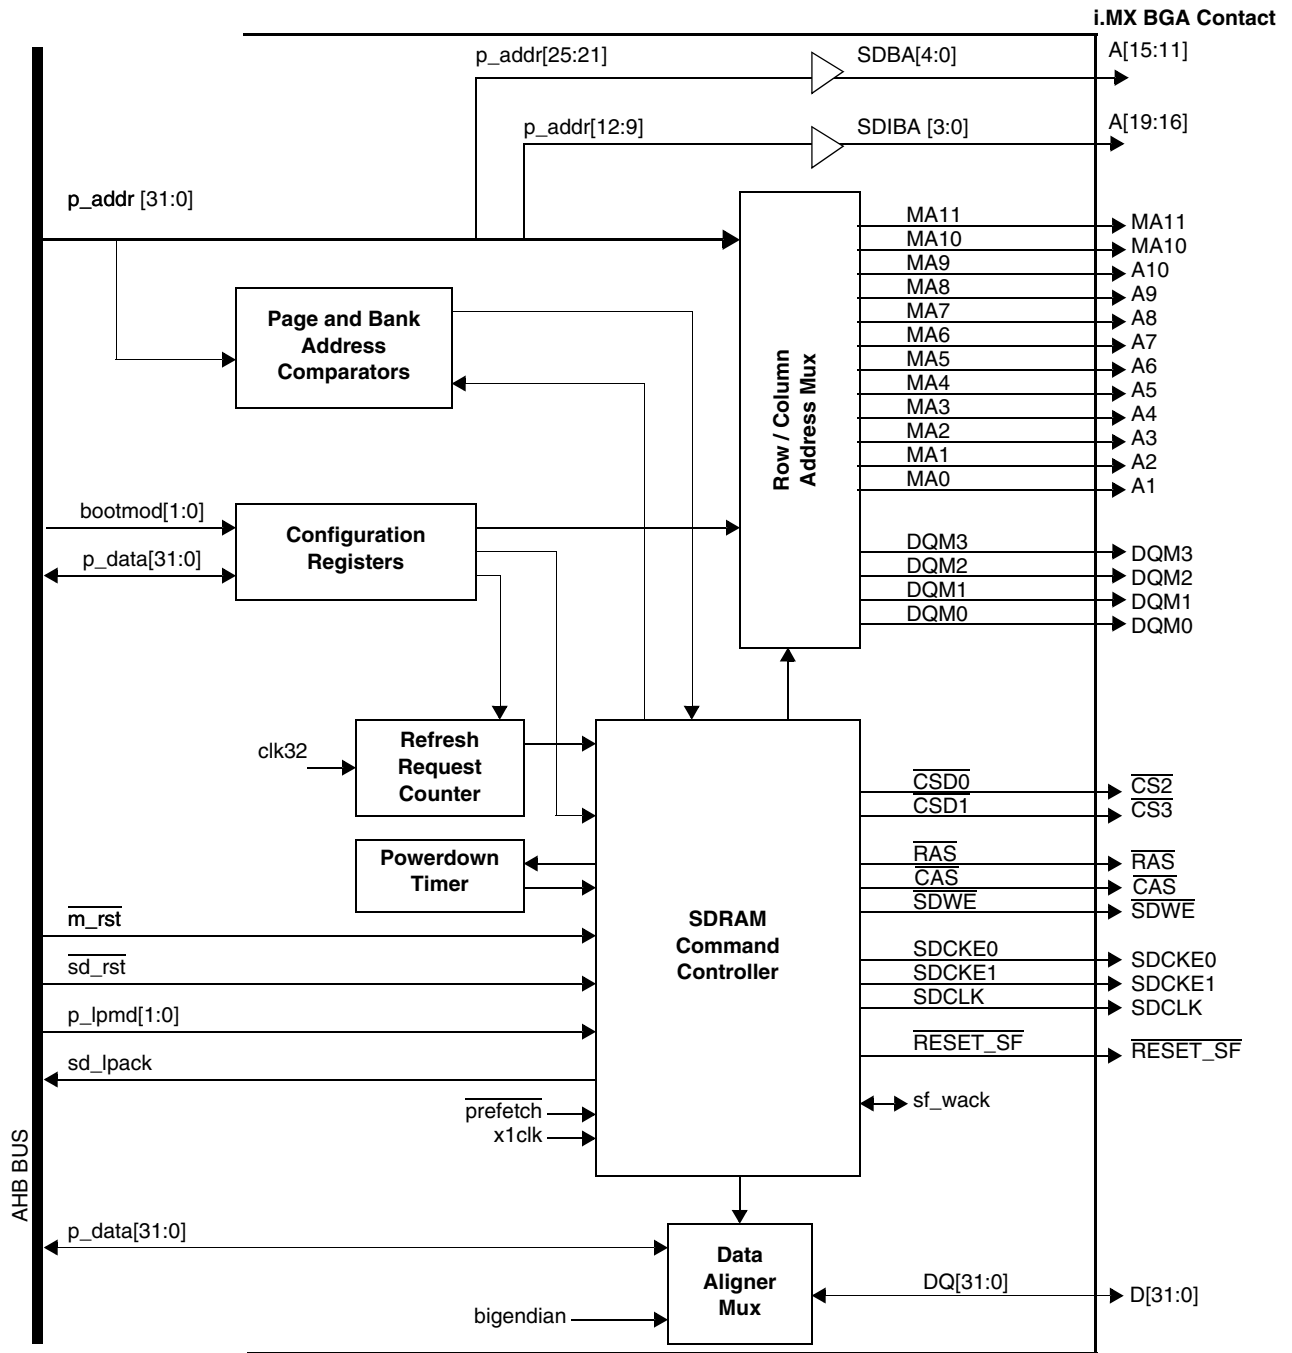 i.MX BGA Contact
p_addr[25:21]
SDBA[4:0]
A[15:11]
p_addr[12:9]
SDIBA [3:0]
A[19:16]
p_addr [31:0]
MA11
MA11
MA10
MA10
MA9
A10
MA8
A9
MA7
A8
MA6
A7
MA5
A6
MA4
A5
MA3
A4
MA2
A3
MA1
A2
MA0
A1
Page and Bank
Address
Comparators
Row / Column
Address Mux
bootmod[1:0]
p_data[31:0]
Configuration
Registers
DQM3
DQM3
DQM2
DQM2
DQM1
DQM1
DQM0
DQM0
clk32
Refresh
Request
Counter
Powerdown
Timer
CSD0
CS2
CSD1
CS3
RAS
RAS
CAS
CAS
SDWE
SDWE
m_rst
sd_rst
p_lpmd[1:0]
sd_lpack
prefetch
x1clk
SDRAM
Command
Controller
SDCKE0
SDCKE0
SDCKE1
SDCKE1
SDCLK
SDCLK
RESET_SF
RESET_SF
sf_wack
AHB BUS
p_data[31:0]
bigendian
Data
Aligner
Mux
DQ[31:0]
D[31:0]